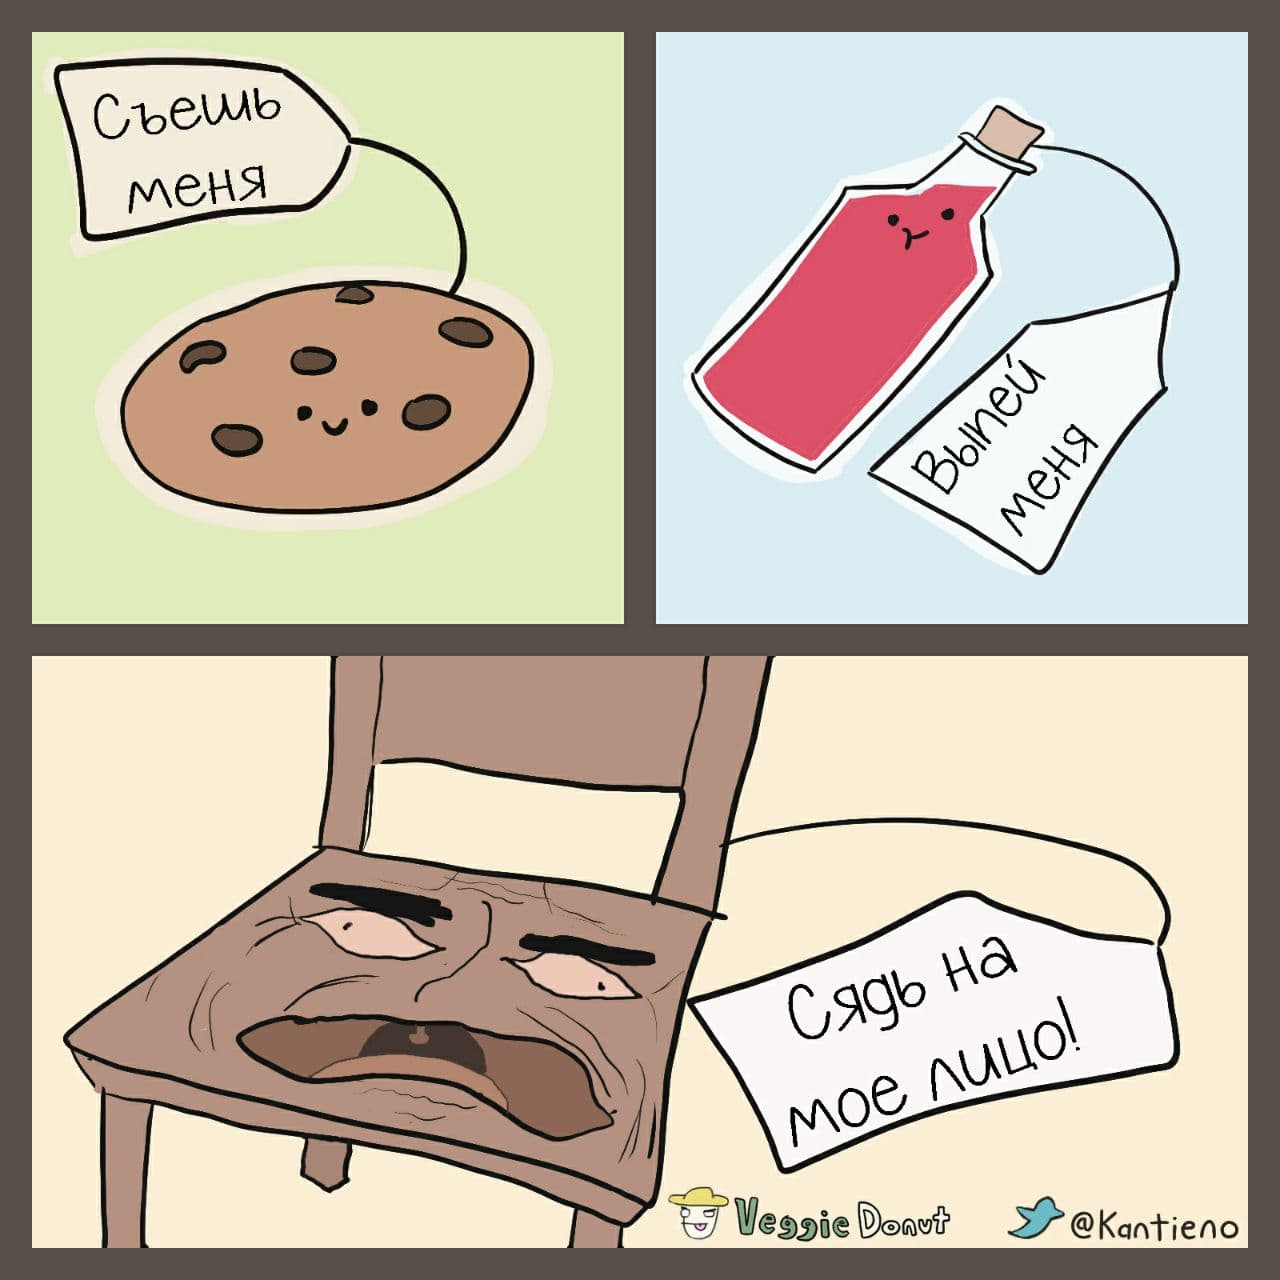 Съешь
меня
Выпей
меня
Сядь на
мое лицо!
Veggie Donut
@Kantieno